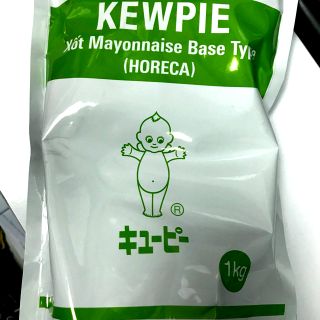 KEWPIE
Xốt Mayonnaise Base Type
(HORECA)
®
キユーピー
1kg